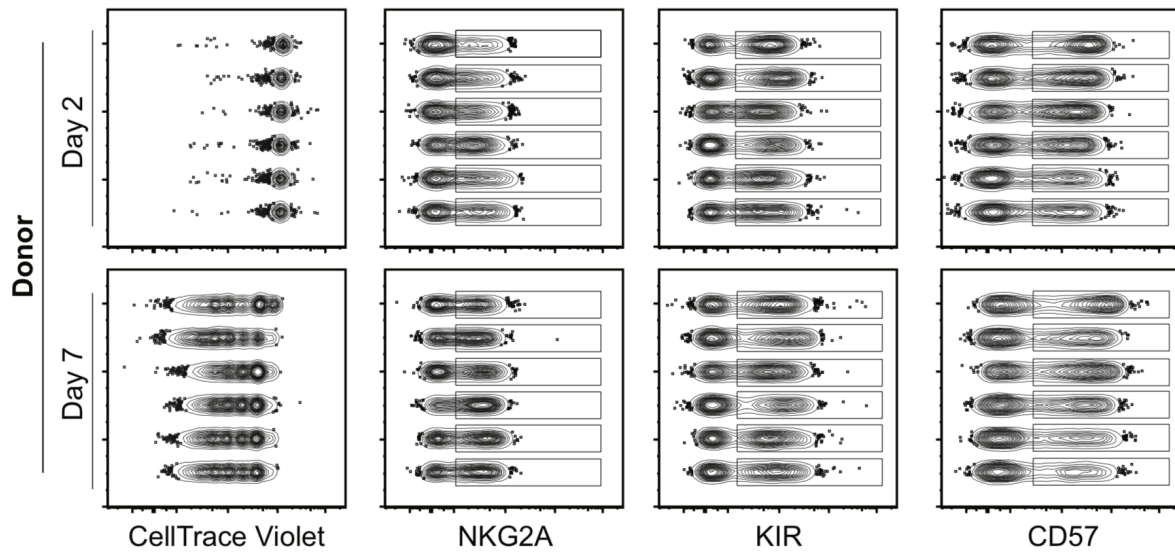 Donor
Day 2
Day 7
CellTrace Violet
NKG2A
KIR
CD57